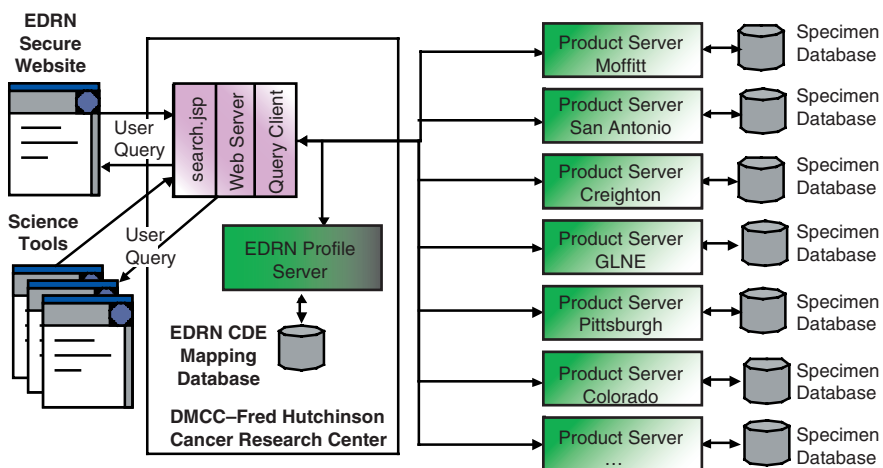 EDRN
Secure
Website
User
Query
search.jsp
Web Server
Query Client
Science
Tools
User
Query
EDRN Profile
Server
EDRN CDE
Mapping
Database
DMCC–Fred Hutchinson
Cancer Research Center
Product Server
Moffitt
Specimen
Database
Product Server
San Antonio
Specimen
Database
Product Server
Creighton
Specimen
Database
Product Server
GLNE
Specimen
Database
Product Server
Pittsburgh
Specimen
Database
Product Server
Colorado
Specimen
Database
Product Server
…
Specimen
Database